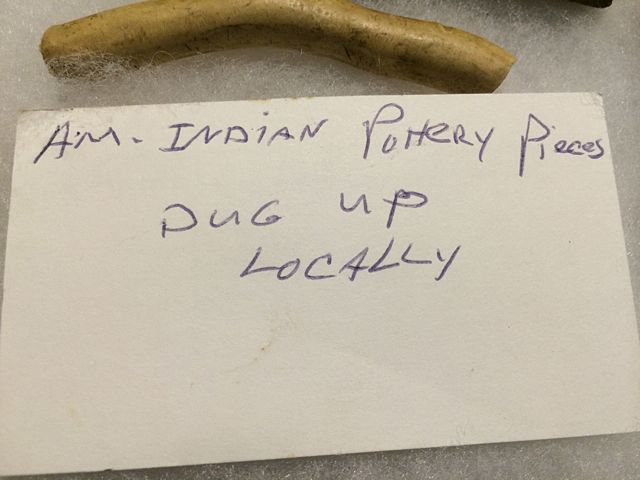 AM- INDIAN POTTERY PIECES
DUG UP
LOCALLY